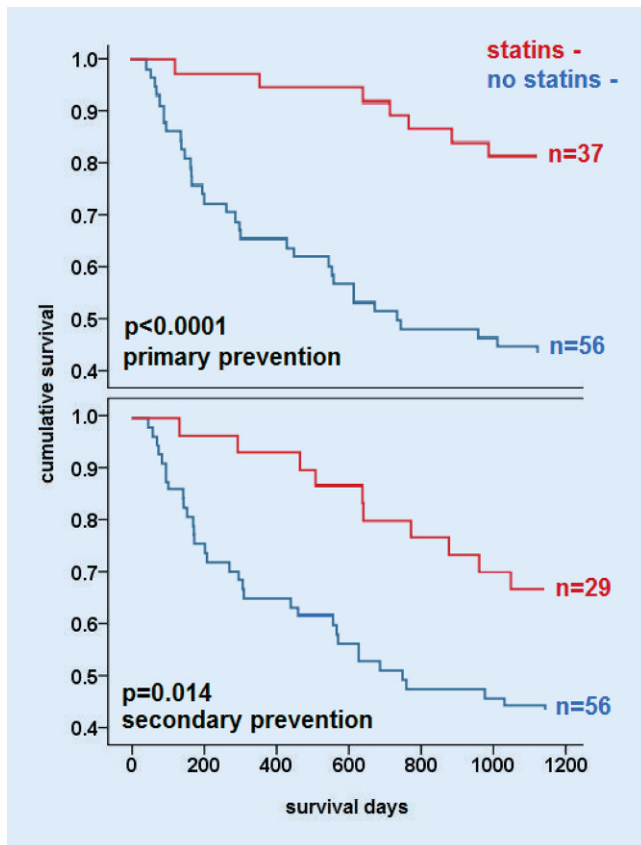 statins -
no statins -
1.0
0.9
0.8
0.7
0.6
0.5
0.4
n=37
n=56
p<0.0001
primary prevention
cumulative survival
1.0
0.9
0.8
0.7
0.6
0.5
0.4
n=29
n=56
p=0.014
secondary prevention
0 200 400 600 800 1000 1200
survival days